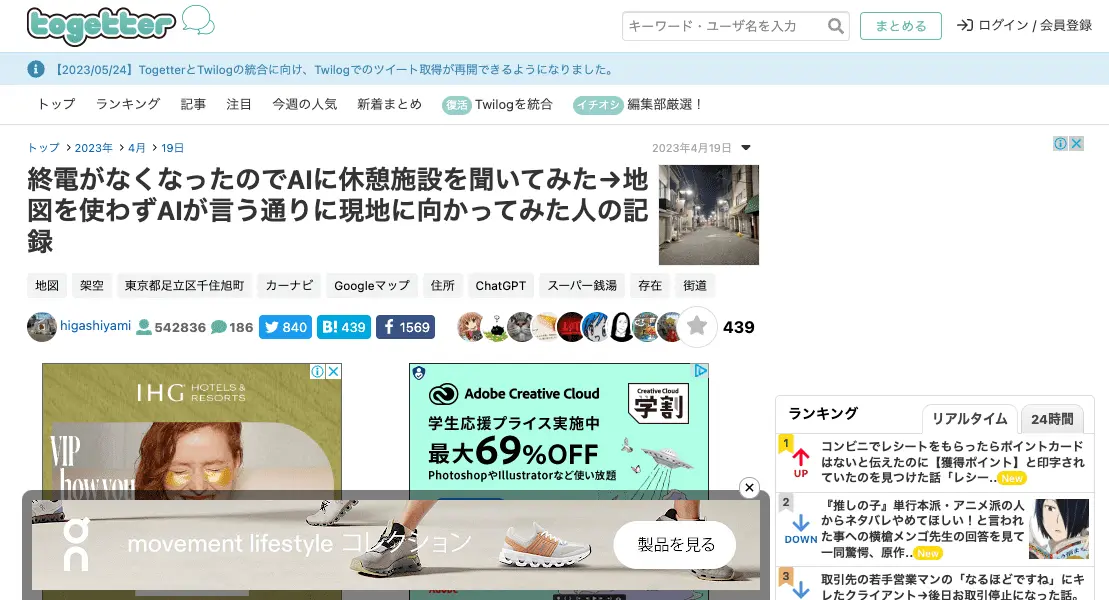 togetter
キーワード・ユーザ名を入力
まとめる
ログイン / 会員登録
【2023/05/24】TogetterとTwilogの統合に向け、Twilogでのツイート取得が再開できるようになりました。
トップ ランキング 記事 注目 今週の人気 新着まとめ 復活 Twilogを統合 イチオシ 編集部厳選！
トップ 2023年 4月 19日
2023年4月19日
終電がなくなったのでAIに休憩施設を聞いてみた→地
図を使わずAIが言う通りに現地に向かってみた人の記
録
地図 架空 東京都足立区千住旭町 カーナビ Googleマップ 住所 ChatGPT スーパー銭湯 存在 街道
higashiyami 542836 186 840 B! 439 1569
439
IHG HOTELS & RESORTS
VIP
how you
Adobe Creative Cloud
学生応援プライス実施中
最大69%OFF
PhotoshopやIllustratorなど使い放題
Creative Cloud
学割
Adobe
on
movement lifestyle コレクション
製品を見る
ランキング リアルタイム 24時間
1
UP
コンビニでレシートをもらったらポイントカード
はないと伝えたのに【獲得ポイント】と印字され
ていたのを見つけた話「レシー.. New
2
DOWN
『推しの子』単行本派・アニメ派の人
からネタバレやめてほしい！と言われ
た事への横槍メンゴ先生の回答を見て
一同驚愕、原作.. New
3
取引先の若手営業マンの「なるほどですね」にキ
レたクライアント→後日お取引停止になった話。